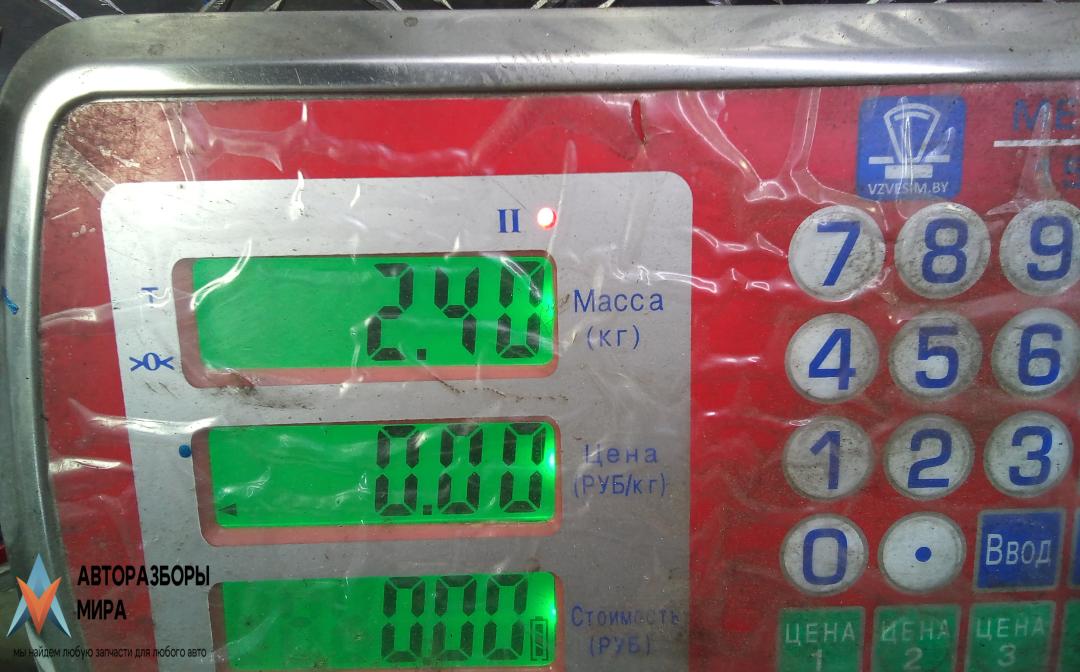 VZVESIM.BY
II
7 8 9
2.40
Масса
(кг)
>0<
4 5 6
0.00
Цена
(РУБ/кг)
1 2 3
0 • Ввод
000
Стоимость
(РУБ)
ЦЕНА 1
ЦЕНА 2
ЦЕНА 3
АВТОРАЗБОРЫ
МИРА
мы найдем любую запчасти для любого авто